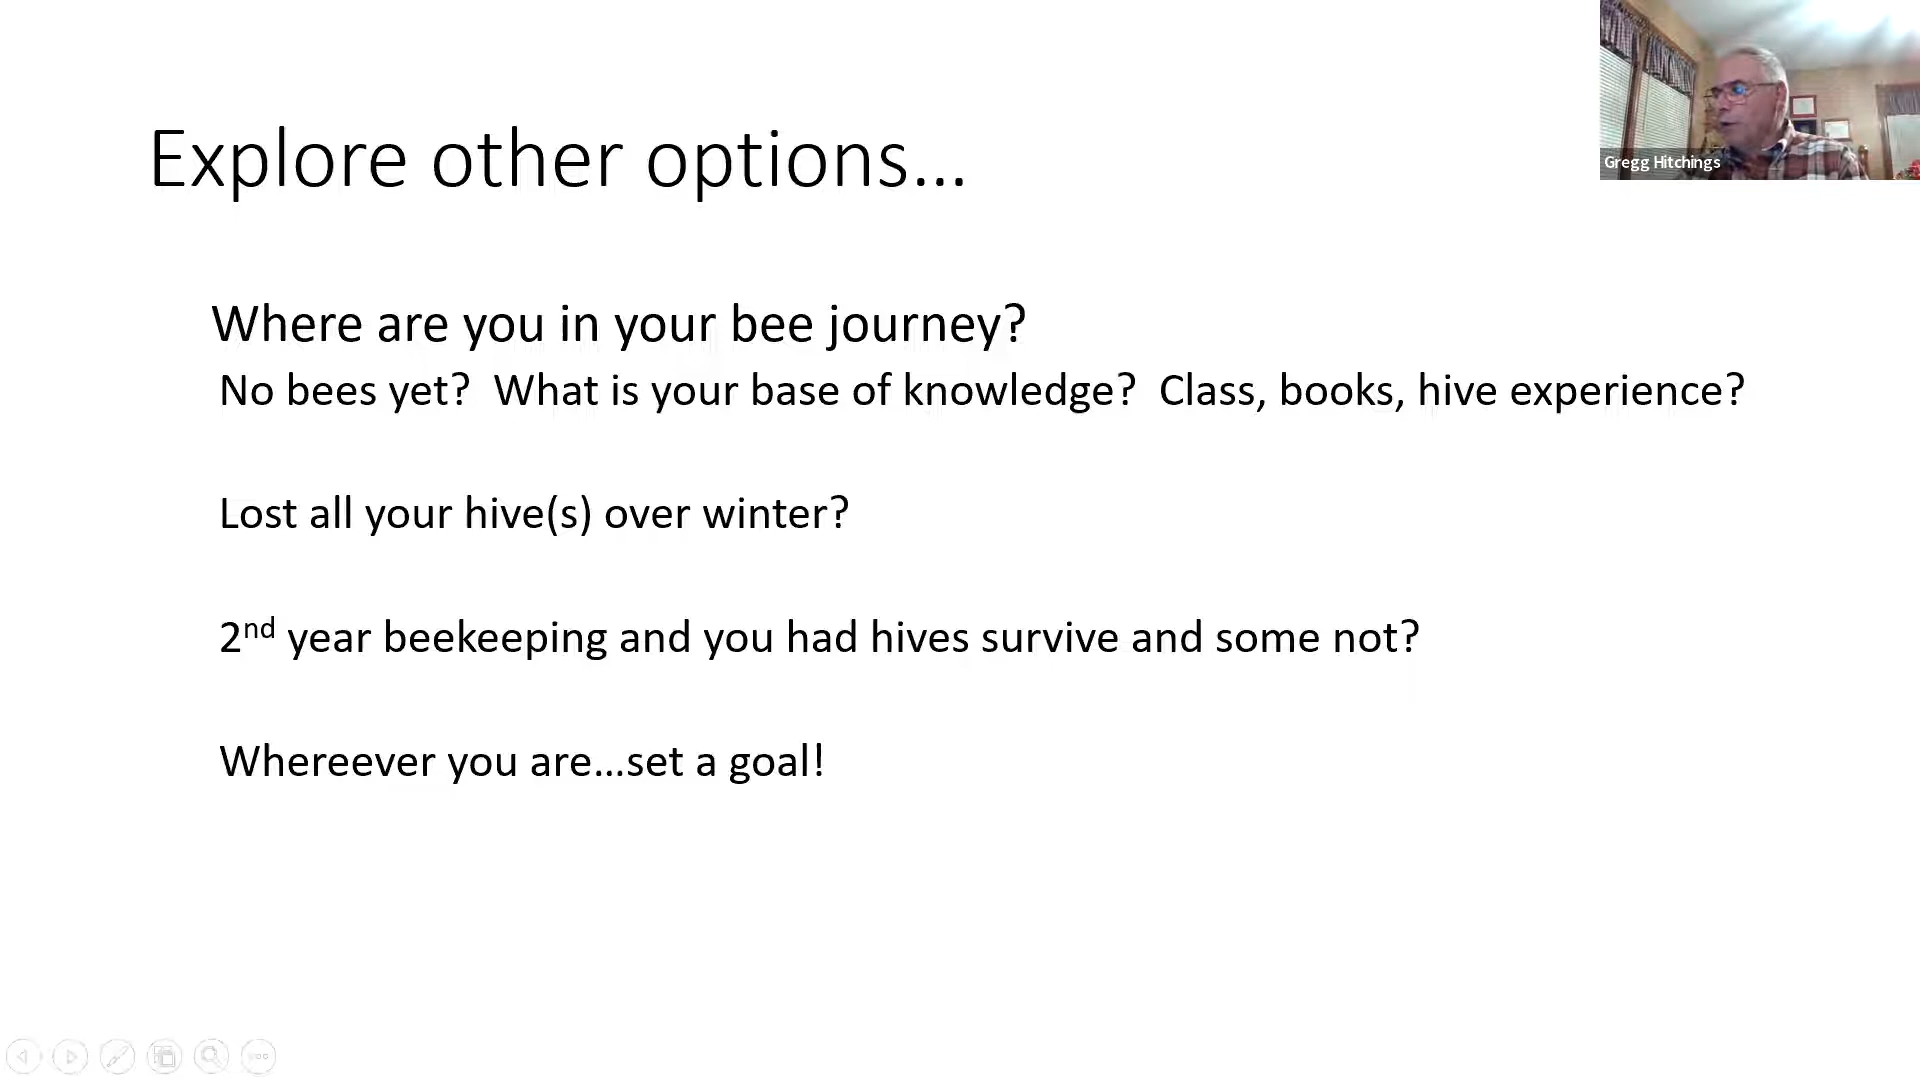 Explore other options...
Gregg Hitchings
Where are you in your bee journey?
No bees yet?  What is your base of knowledge?  Class, books, hive experience?
Lost all your hive(s) over winter?
2nd year beekeeping and you had hives survive and some not?
Whereever you are...set a goal!